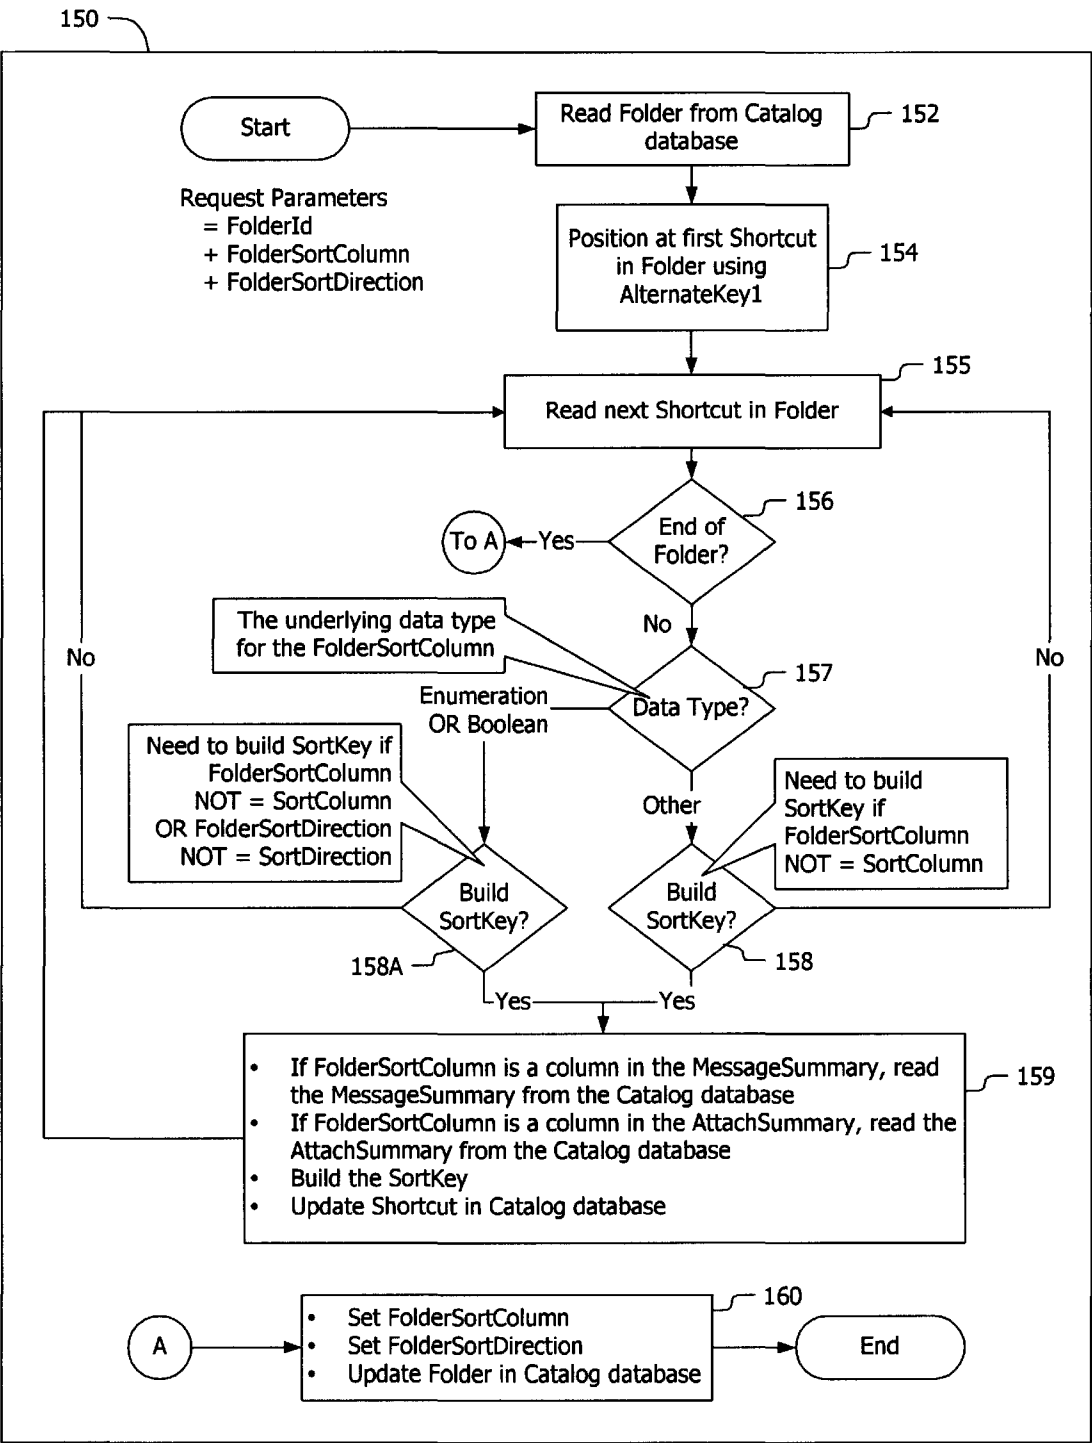 150
Start
Read Folder from Catalog
database
152
Request Parameters
= FolderId
+ FolderSortColumn
+ FolderSortDirection
Position at first Shortcut
in Folder using
AlternateKey1
154
155
Read next Shortcut in Folder
156
End of
Folder?
Yes
To A
No
The underlying data type
for the FolderSortColumn
157
Data Type?
No
No
Enumeration
OR Boolean
Need to build SortKey if
FolderSortColumn
NOT = SortColumn
OR FolderSortDirection
NOT = SortDirection
Other
Need to build
SortKey if
FolderSortColumn
NOT = SortColumn
Build
SortKey?
Build
SortKey?
158A
158
Yes
Yes
• If FolderSortColumn is a column in the MessageSummary, read
the MessageSummary from the Catalog database
• If FolderSortColumn is a column in the AttachSummary, read the
AttachSummary from the Catalog database
• Build the SortKey
• Update Shortcut in Catalog database
159
A
• Set FolderSortColumn
• Set FolderSortDirection
• Update Folder in Catalog database
160
End